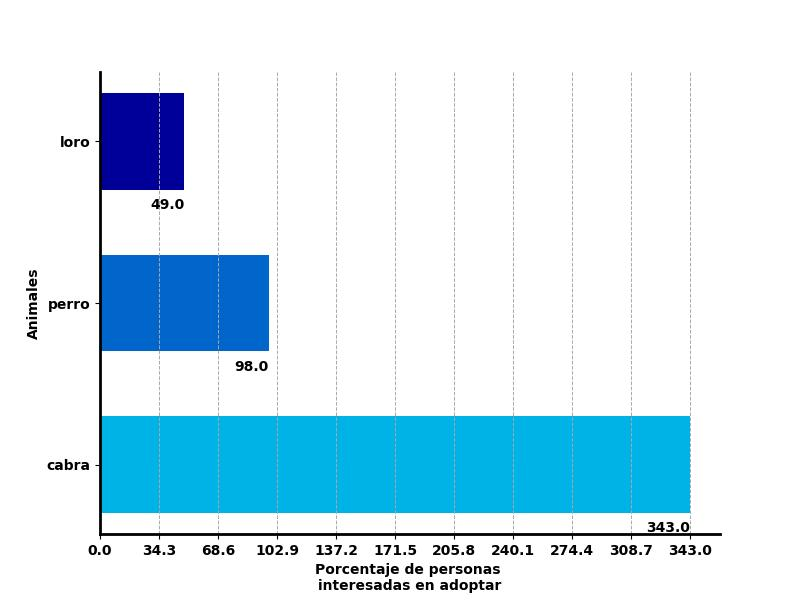 loro
49.0
perro
98.0
cabra
343.0
Animales
0.0 34.3 68.6 102.9 137.2 171.5 205.8 240.1 274.4 308.7 343.0
Porcentaje de personas
interesadas en adoptar